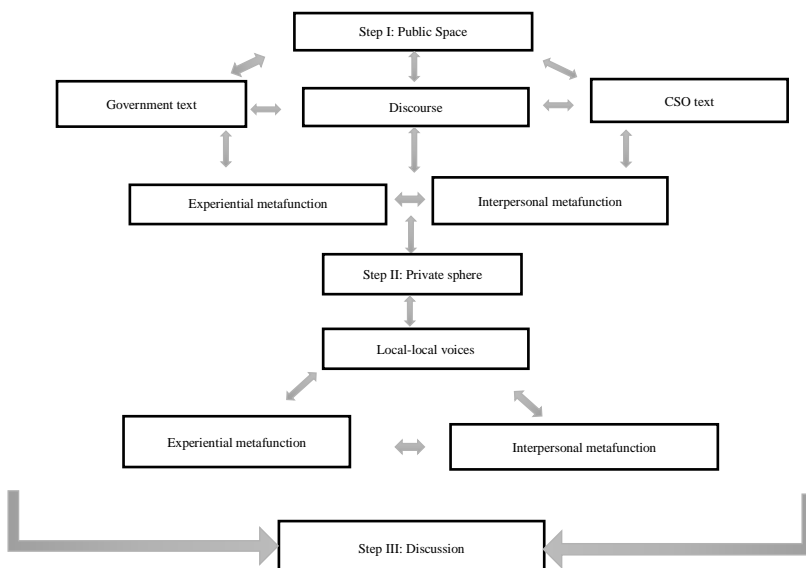 Step I: Public Space
Government text
Discourse
CSO text
Experiential metafunction
Interpersonal metafunction
Step II: Private sphere
Local-local voices
Experiential metafunction
Interpersonal metafunction
Step III: Discussion